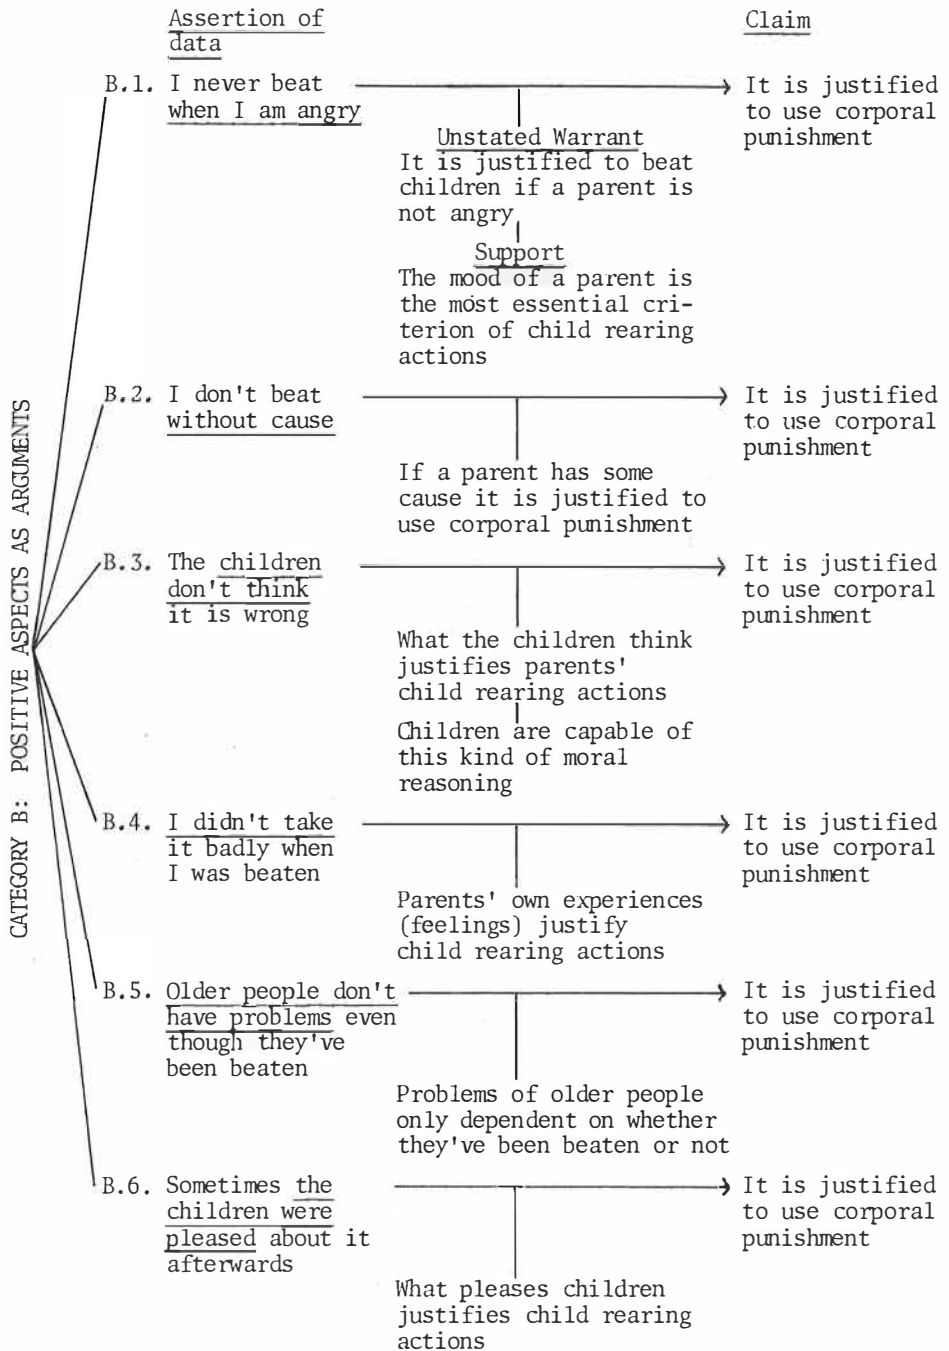 Assertion of
data
Claim
B.1. I never beat
when I am angry
It is justified
to use corporal
punishment
Unstated Warrant
It is justified to beat
children if a parent is
not angry
Support
The mood of a parent is
the most essential cri-
terion of child rearing
actions
B.2. I don't beat
without cause
It is justified
to use corporal
punishment
If a parent has some
cause it is justified to
use corporal punishment
B.3. The children
don't think
it is wrong
It is justified
to use corporal
punishment
What the children think
justifies parents'
child rearing actions
Children are capable of
this kind of moral
reasoning
B.4. I didn't take
it badly when
I was beaten
It is justified
to use corporal
punishment
Parents' own experiences
(feelings) justify
child rearing actions
B.5. Older people don't
have problems even
though they've
been beaten
It is justified
to use corporal
punishment
Problems of older people
only dependent on whether
they've been beaten or not
B.6. Sometimes the
children were
pleased about it
afterwards
It is justified
to use corporal
punishment
What pleases children
justifies child rearing
actions
CATEGORY B: POSITIVE ASPECTS AS ARGUMENTS